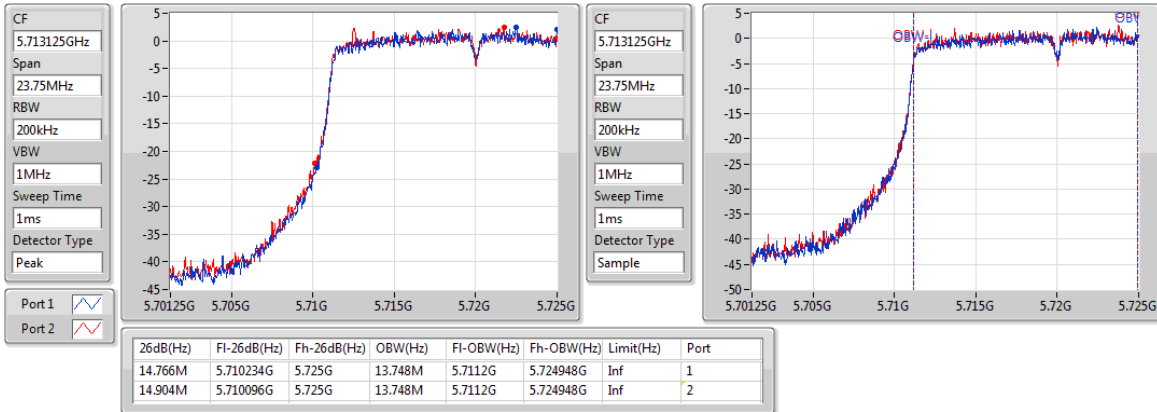 CF
5.713125GHz
Span
23.75MHz
RBW
200kHz
VBW
1MHz
Sweep Time
1ms
Detector Type
Peak
Port 1
Port 2
5
0
-5
-10
-15
-20
-25
-30
-35
-40
-45
5.70125G 5.705G 5.71G 5.715G 5.72G 5.725G
CF
5.713125GHz
Span
23.75MHz
RBW
200kHz
VBW
1MHz
Sweep Time
1ms
Detector Type
Sample
5
0
-5
-10
-15
-20
-25
-30
-35
-40
-45
-50
5.70125G 5.705G 5.71G 5.715G 5.72G 5.725G
OBW-
OBW
26dB(Hz) Fl-26dB(Hz) Fh-26dB(Hz) OBW(Hz) Fl-OBW(Hz) Fh-OBW(Hz) Limit(Hz) Port
14.766M 5.710234G 5.725G 13.748M 5.7112G 5.724948G Inf 1
14.904M 5.710096G 5.725G 13.748M 5.7112G 5.724948G Inf 2